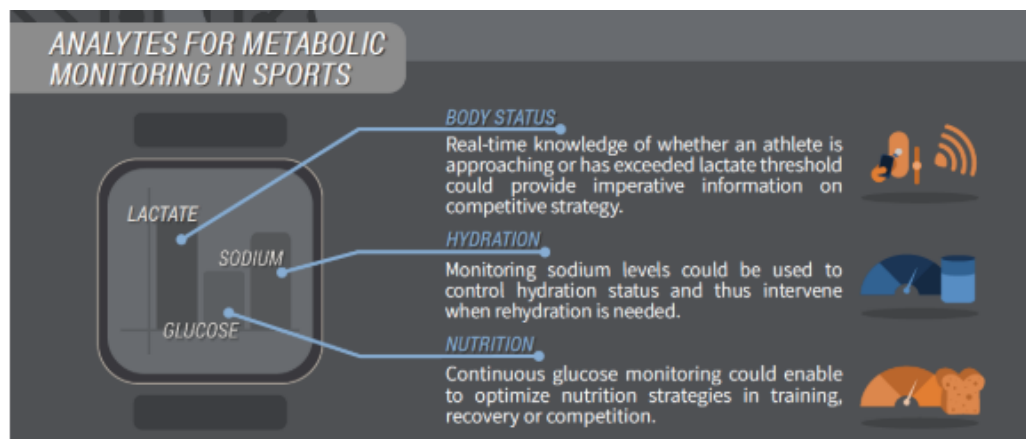 ANALYTES FOR METABOLIC
MONITORING IN SPORTS
LACTATE
SODIUM
GLUCOSE
BODY STATUS
Real-time knowledge of whether an athlete is
approaching or has exceeded lactate threshold
could provide imperative information on
competitive strategy.
HYDRATION
Monitoring sodium levels could be used to
control hydration status and thus intervene
when rehydration is needed.
NUTRITION
Continuous glucose monitoring could enable
to optimize nutrition strategies in training,
recovery or competition.